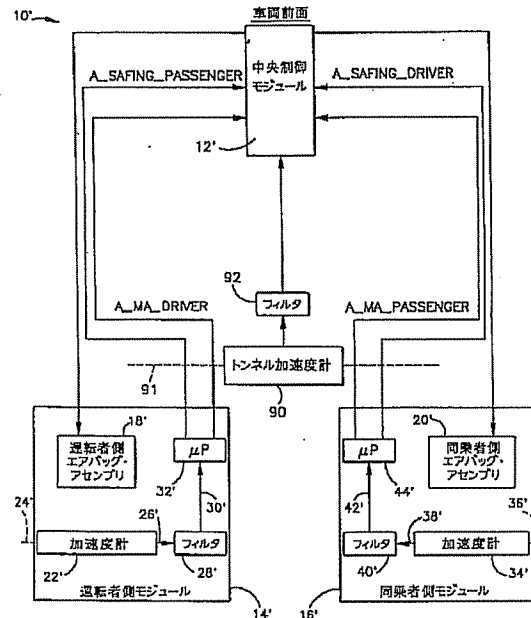 10'
車両前面
A_SAFING_PASSENGER
中央制御
モジュール
A_SAFING_DRIVER
12'
92
フィルタ
A_MA_DRIVER
A_MA_PASSENGER
91
トンネル加速度計
90
18'
運転者側
エアバッグ・
アセンブリ
μP
32'
μP
44'
20'
同乗者側
エアバッグ・
アセンブリ
30'
42'
24'
加速度計
26'
フィルタ
フィルタ
38'
加速度計
36'
22'
28'
40'
34'
運転者側モジュール
14'
16'
同乗者側モジュール